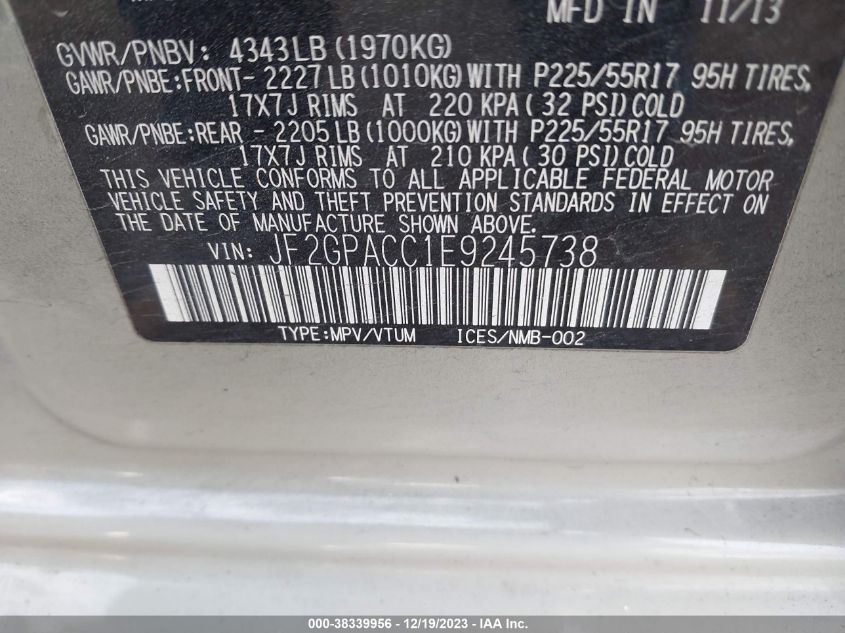 MFD IN 11/13
GVWR/PNBV: 4343LB(1970KG)
GAWR/PNBE:FRONT- 2227LB(1010KG)WITH P225/55R17 95H TIRES,
17X7J RIMS AT 220 KPA(32 PSI)COLD
GAWR/PNBE:REAR - 2205LB(1000KG)WITH P225/55R17 95H TIRES,
17X7J RIMS AT 210 KPA(30 PSI)COLD
THIS VEHICLE CONFORMS TO ALL APPLICABLE FEDERAL MOTOR
VEHICLE SAFETY AND THEFT PREVENTION STANDARDS IN EFFECT ON
THE DATE OF MANUFACTURE SHOWN ABOVE.
VIN: JF2GPACC1E9245738
TYPE:MPV/VTUM ICES/NMB-002
000-38339956 - 12/19/2023 - IAA Inc.